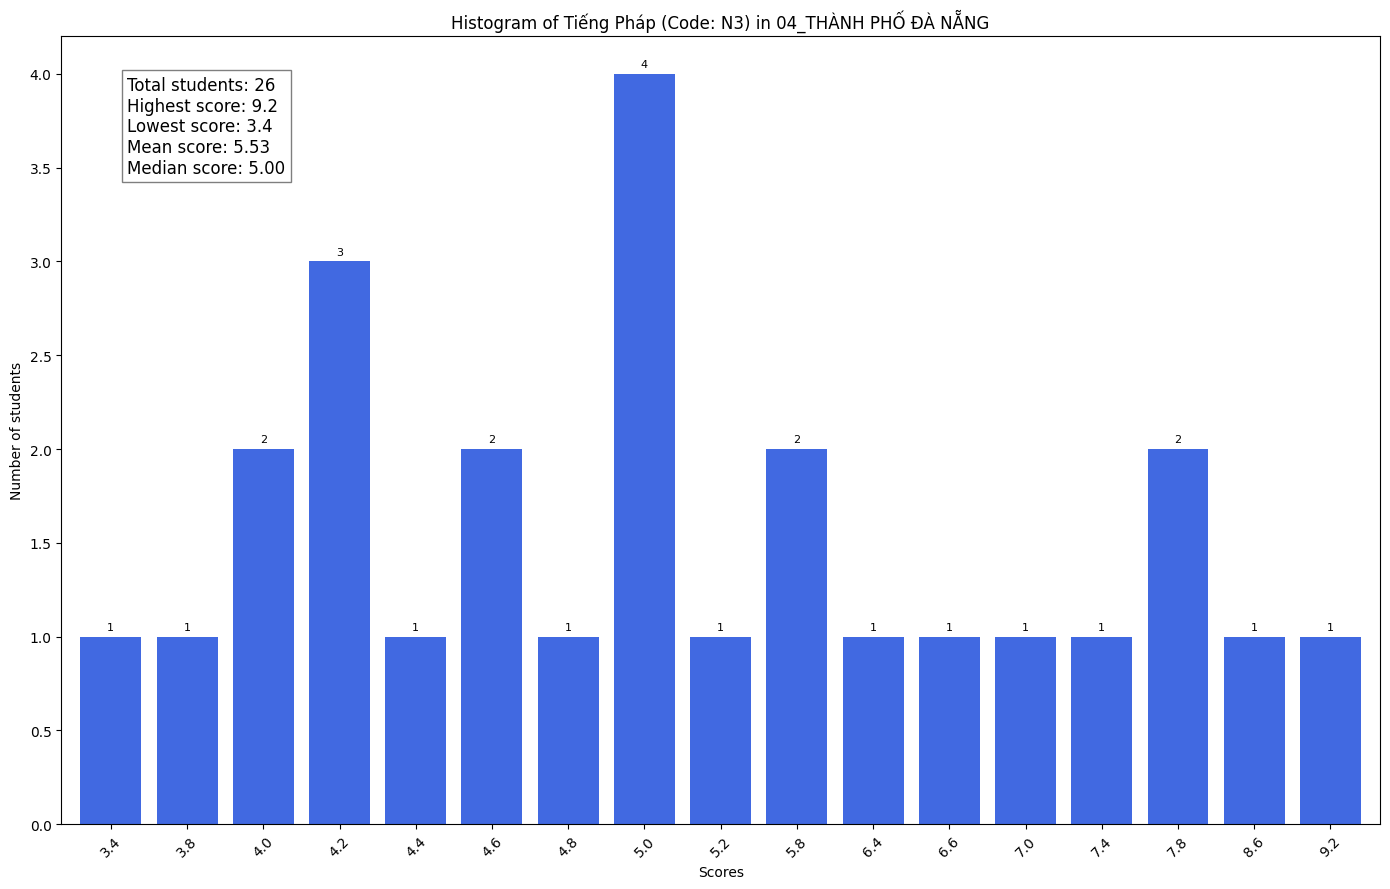 Histogram of Tiếng Pháp (Code: N3) in 04_THÀNH PHỐ ĐÀ NẴNG
Total students: 26
Highest score: 9.2
Lowest score: 3.4
Mean score: 5.53
Median score: 5.00
Number of students
4.0
3.5
3.0
2.5
2.0
1.5
1.0
0.5
0.0
1 1 2 3 1 2 1 4 1 2 1 1 1 1 2 1 1
3.4 3.8 4.0 4.2 4.4 4.6 4.8 5.0 5.2 5.8 6.4 6.6 7.0 7.4 7.8 8.6 9.2
Scores